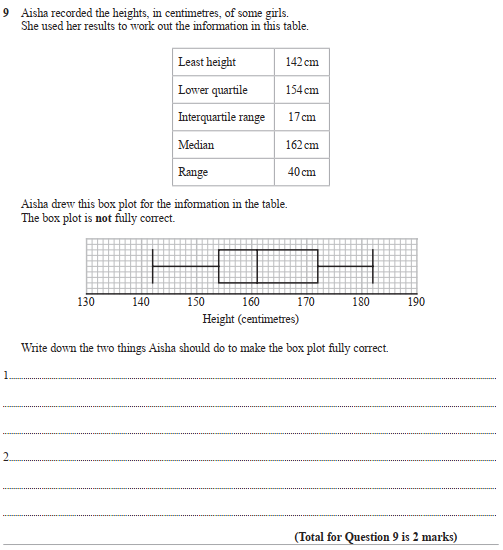 9 Aisha recorded the heights, in centimetres, of some girls.
She used her results to work out the information in this table.
Least height 142 cm
Lower quartile 154 cm
Interquartile range 17 cm
Median 162 cm
Range 40 cm
Aisha drew this box plot for the information in the table.
The box plot is not fully correct.
130 140 150 160 170 180 190
Height (centimetres)
Write down the two things Aisha should do to make the box plot fully correct.
1
2
(Total for Question 9 is 2 marks)